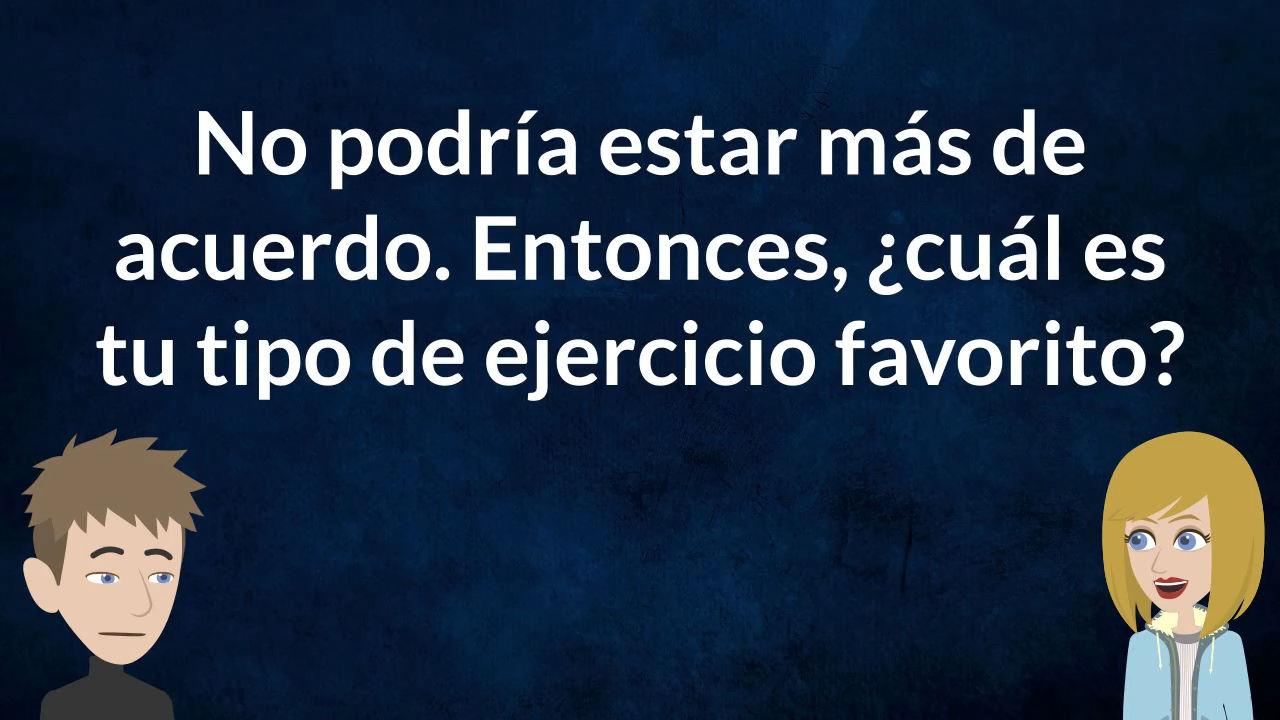 No podría estar más de
acuerdo. Entonces, ¿cuál es
tu tipo de ejercicio favorito?